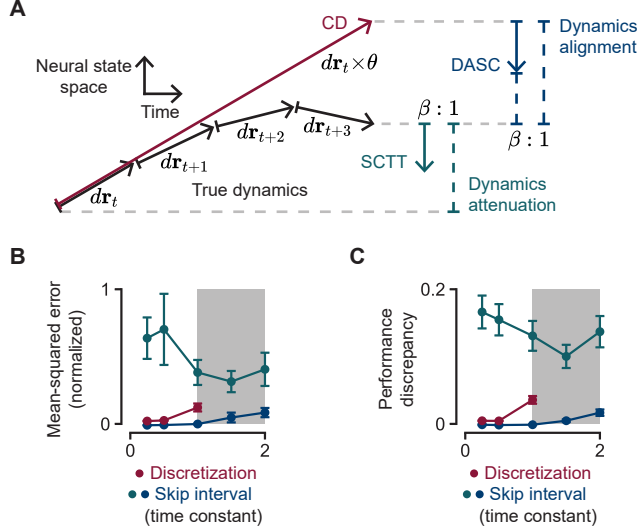 A
Neural state
space
Time
CD
drₜ×θ
DASC
Dynamics
alignment
β : 1
β : 1
drₜ
drₜ₊₁
drₜ₊₂
drₜ₊₃
True dynamics
SCTT
Dynamics
attenuation
B
Mean-squared error
(normalized)
1
0
0
2
Discretization
Skip interval
(time constant)
C
Performance
discrepancy
0.2
0
0
2
Discretization
Skip interval
(time constant)